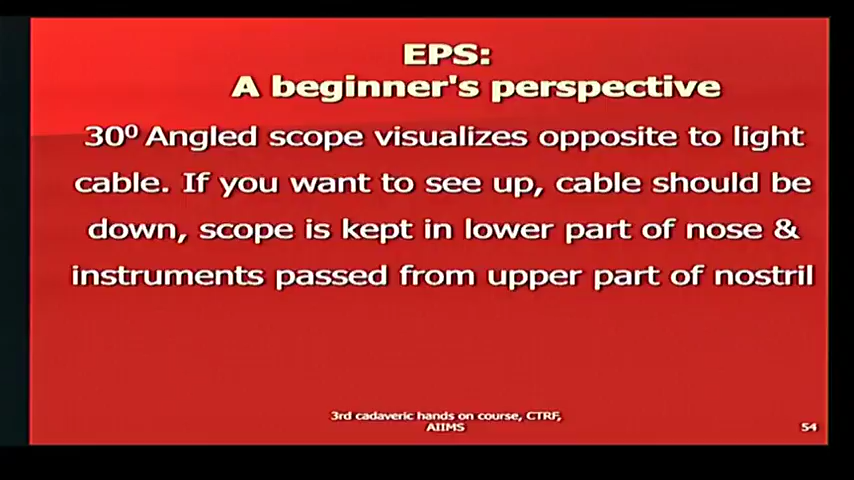 EPS:
A beginner's perspective
30⁰ Angled scope visualizes opposite to light
cable. If you want to see up, cable should be
down, scope is kept in lower part of nose &
instruments passed from upper part of nostril
3rd cadaveric hands on course, CTRF,
AIIMS
54